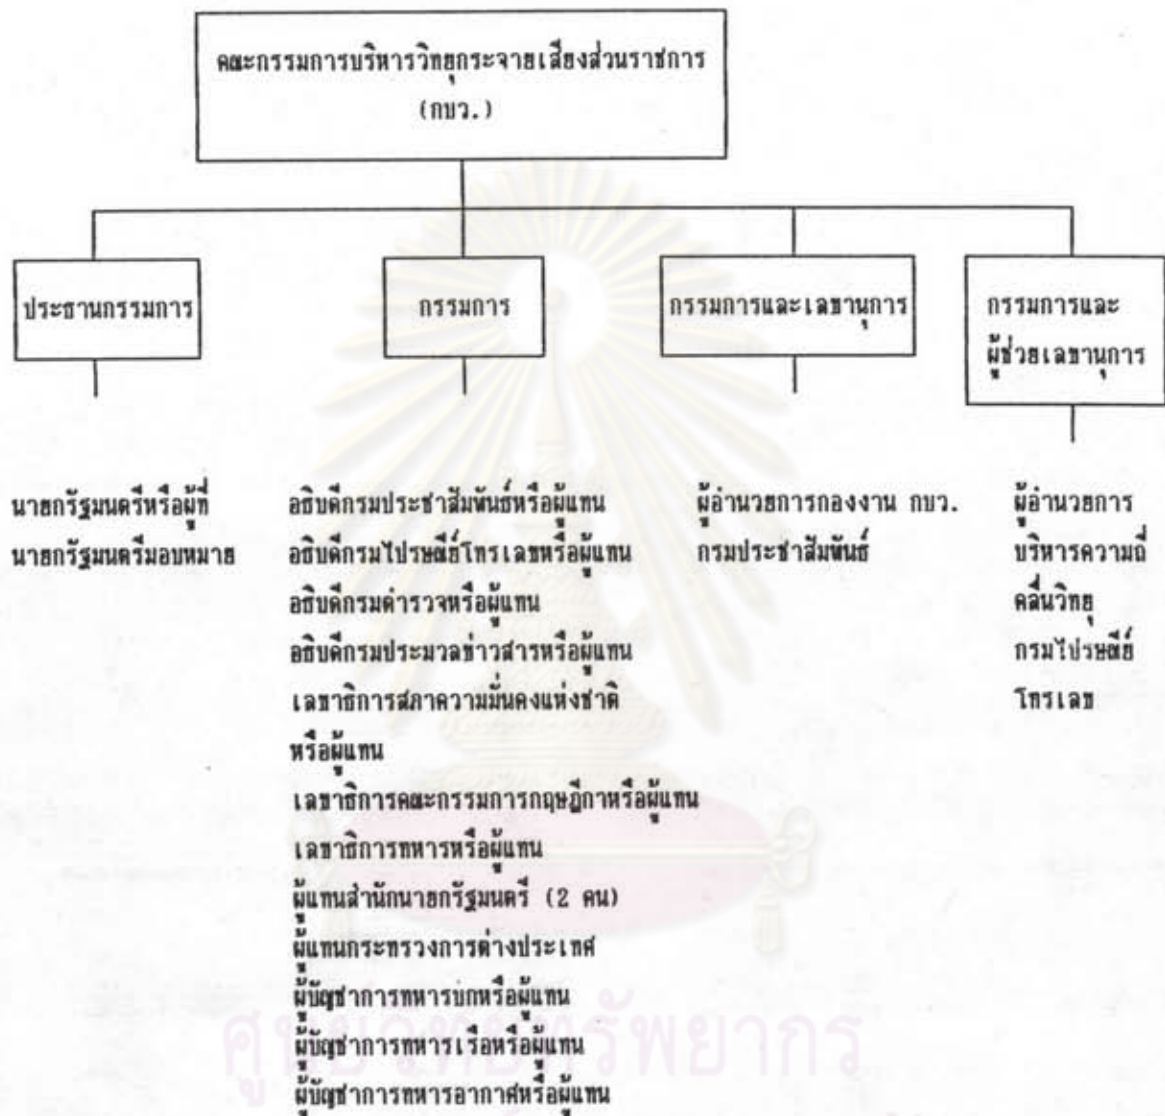 คณะกรรมการบริหารวิทยุกระจายเสียงส่วนราชการ
(กบว.)
ประธานกรรมการ
กรรมการ
กรรมการและเลขานุการ
กรรมการและ
ผู้ช่วยเลขานุการ
นายกรัฐมนตรีหรือผู้ที่
นายกรัฐมนตรีมอบหมาย
อธิบดีกรมประชาสัมพันธ์หรือผู้แทน
อธิบดีกรมไปรษณีย์โทรเลขหรือผู้แทน
อธิบดีกรมตำรวจหรือผู้แทน
อธิบดีกรมประมวลข่าวสารหรือผู้แทน
เลขาธิการสภาความมั่นคงแห่งชาติ
หรือผู้แทน
เลขาธิการคณะกรรมการกฤษฎีกาหรือผู้แทน
เลขาธิการทหารหรือผู้แทน
ผู้แทนสำนักนายกรัฐมนตรี (2 คน)
ผู้แทนกระทรวงการต่างประเทศ
ผู้บัญชาการทหารบกหรือผู้แทน
ผู้บัญชาการทหารเรือหรือผู้แทน
ผู้บัญชาการทหารอากาศหรือผู้แทน
ผู้อำนวยการกองงาน กบว.
กรมประชาสัมพันธ์
ผู้อำนวยการ
บริหารความถี่
คลื่นวิทยุ
กรมไปรษณีย์
โทรเลข
ศูนย์วิทยทรัพยากร